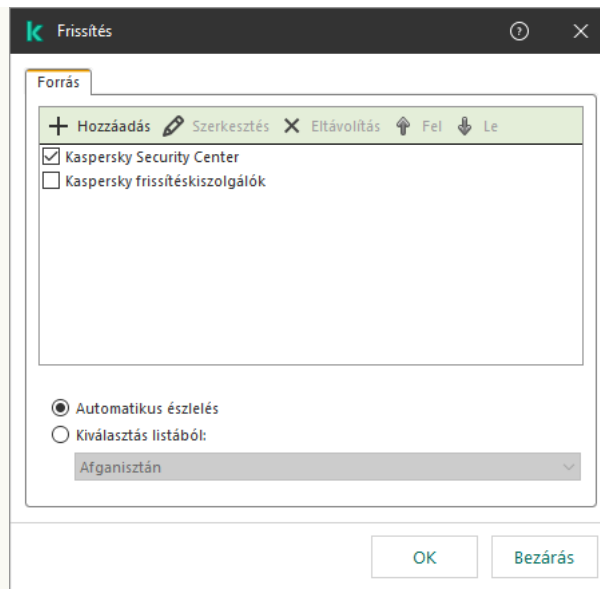 Frissítés
Forrás
Hozzáadás Szerkesztés Eltávolítás Fel Le
Kaspersky Security Center
Kaspersky frissítéskiszolgálók
Automatikus észlelés
Kiválasztás listából:
Afganisztán
OK Bezárás